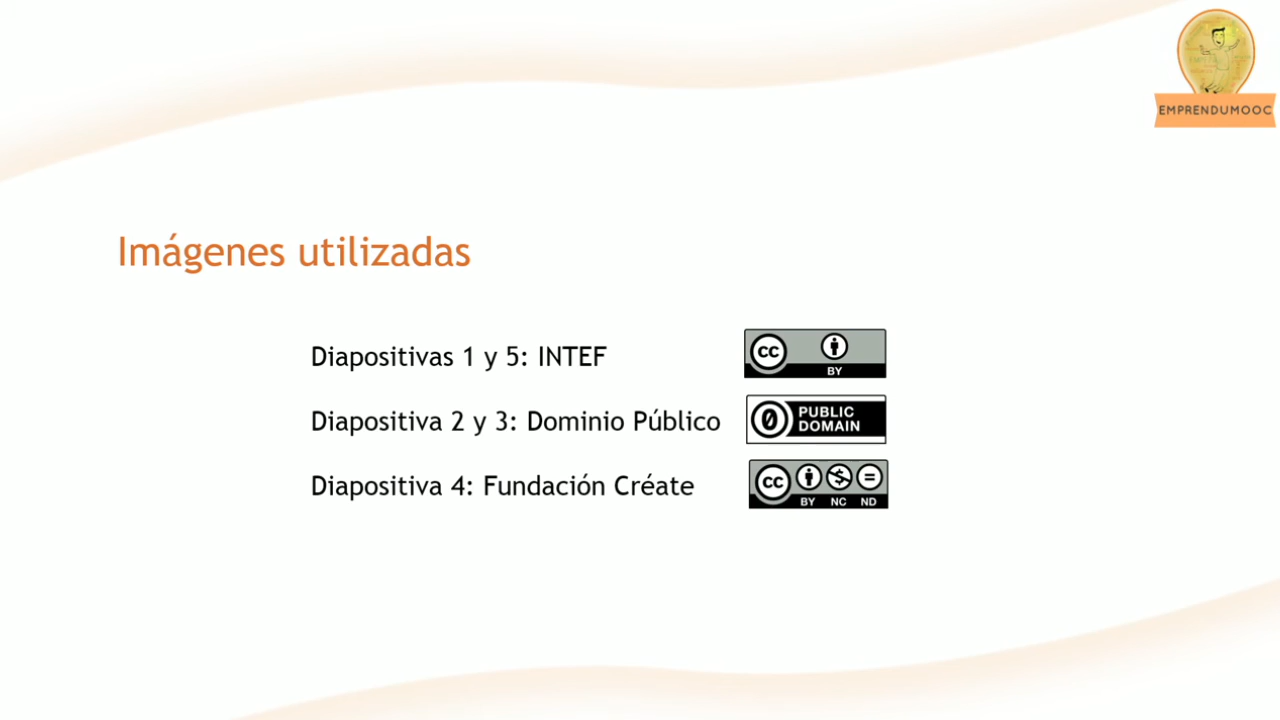 EMPRENDUMOOC
Imágenes utilizadas
Diapositivas 1 y 5: INTEF
cc BY
Diapositiva 2 y 3: Dominio Público
0 PUBLIC DOMAIN
Diapositiva 4: Fundación Créate
cc BY NC ND